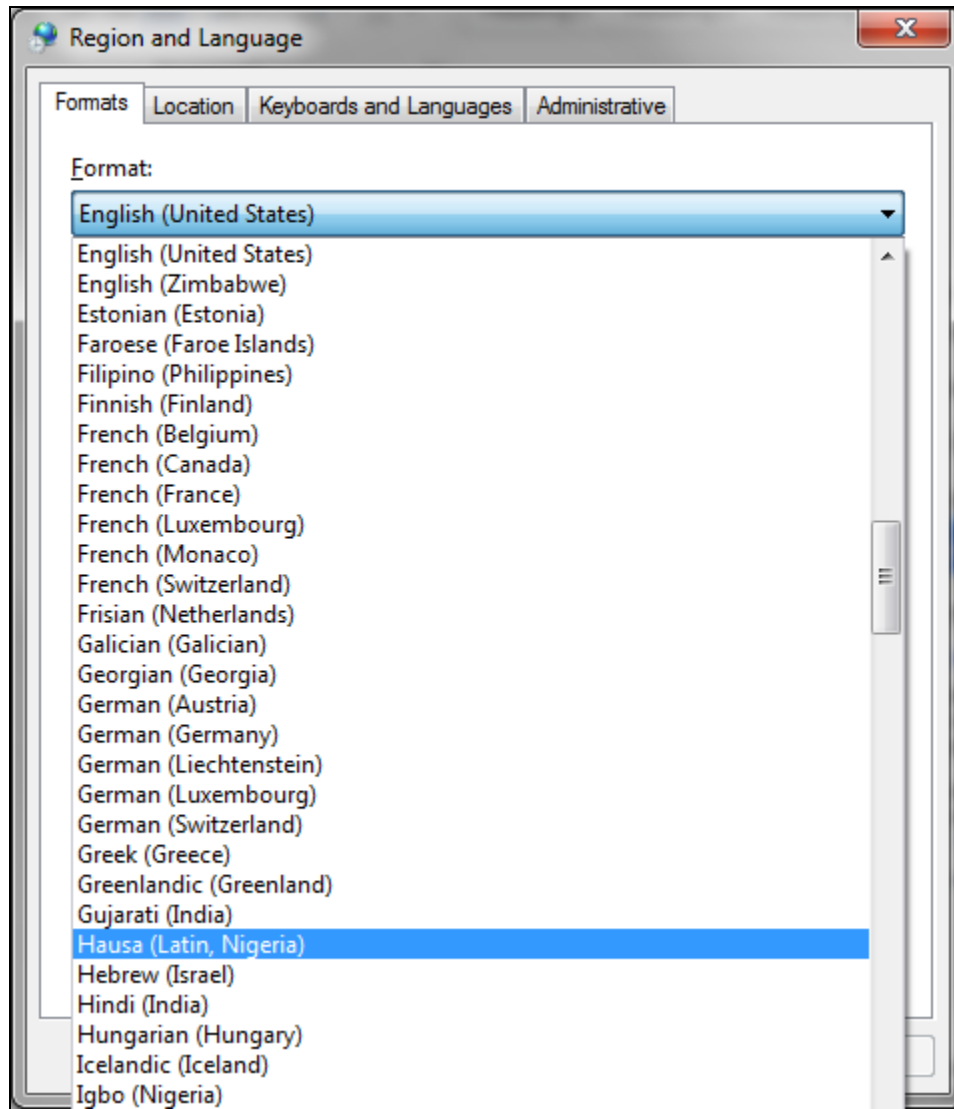 Region and Language
Formats Location Keyboards and Languages Administrative
Format:
English (United States)
English (United States)
English (Zimbabwe)
Estonian (Estonia)
Faroese (Faroe Islands)
Filipino (Philippines)
Finnish (Finland)
French (Belgium)
French (Canada)
French (France)
French (Luxembourg)
French (Monaco)
French (Switzerland)
Frisian (Netherlands)
Galician (Galician)
Georgian (Georgia)
German (Austria)
German (Germany)
German (Liechtenstein)
German (Luxembourg)
German (Switzerland)
Greek (Greece)
Greenlandic (Greenland)
Gujarati (India)
Hausa (Latin, Nigeria)
Hebrew (Israel)
Hindi (India)
Hungarian (Hungary)
Icelandic (Iceland)
Igbo (Nigeria)